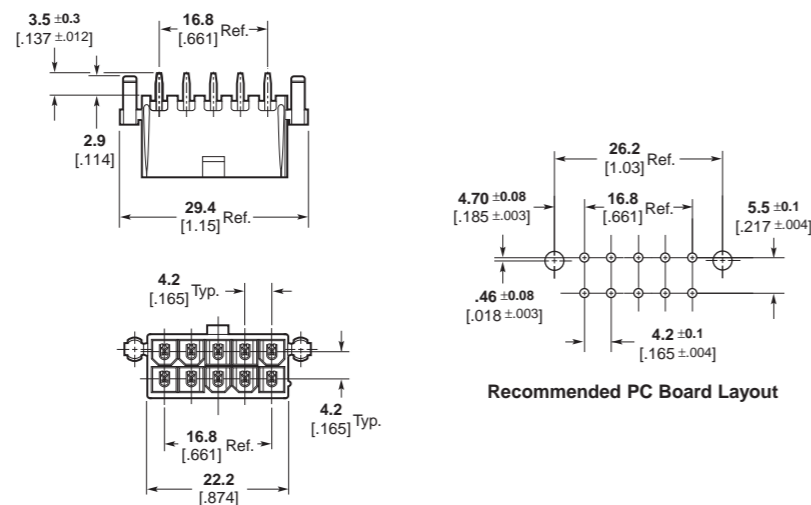 3.5 ±0.3
[.137 ±.012]
16.8
[.661] Ref.
2.9
[.114]
29.4
[1.15] Ref.
4.2
[.165] Typ.
4.2
[.165] Typ.
16.8
[.661] Ref.
22.2
[.874]
26.2
[1.03] Ref.
4.70 ±0.08
[.185 ±.003]
16.8
[.661] Ref.
5.5 ±0.1
[.217 ±.004]
.46 ±0.08
[.018 ±.003]
4.2 ±0.1
[.165 ±.004]
Recommended PC Board Layout